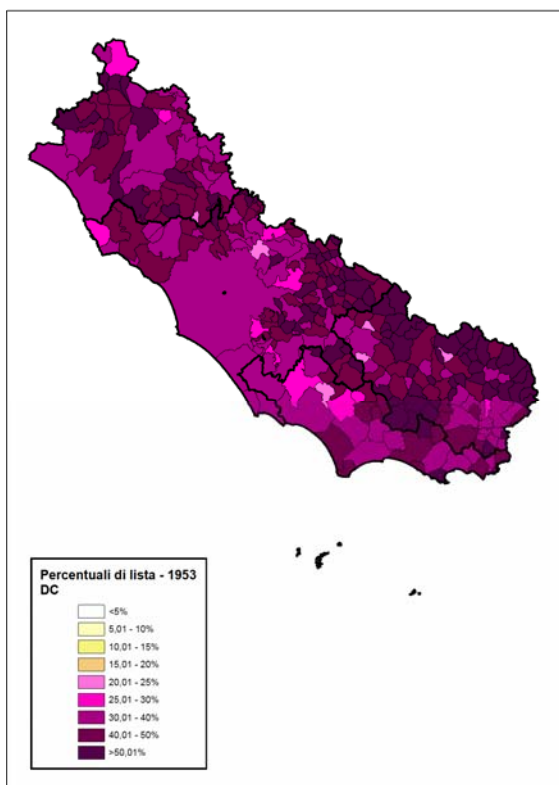 Percentuali di lista - 1953
DC
<5%
5,01 - 10%
10,01 - 15%
15,01 - 20%
20,01 - 25%
25,01 - 30%
30,01 - 40%
40,01 - 50%
>50,01%